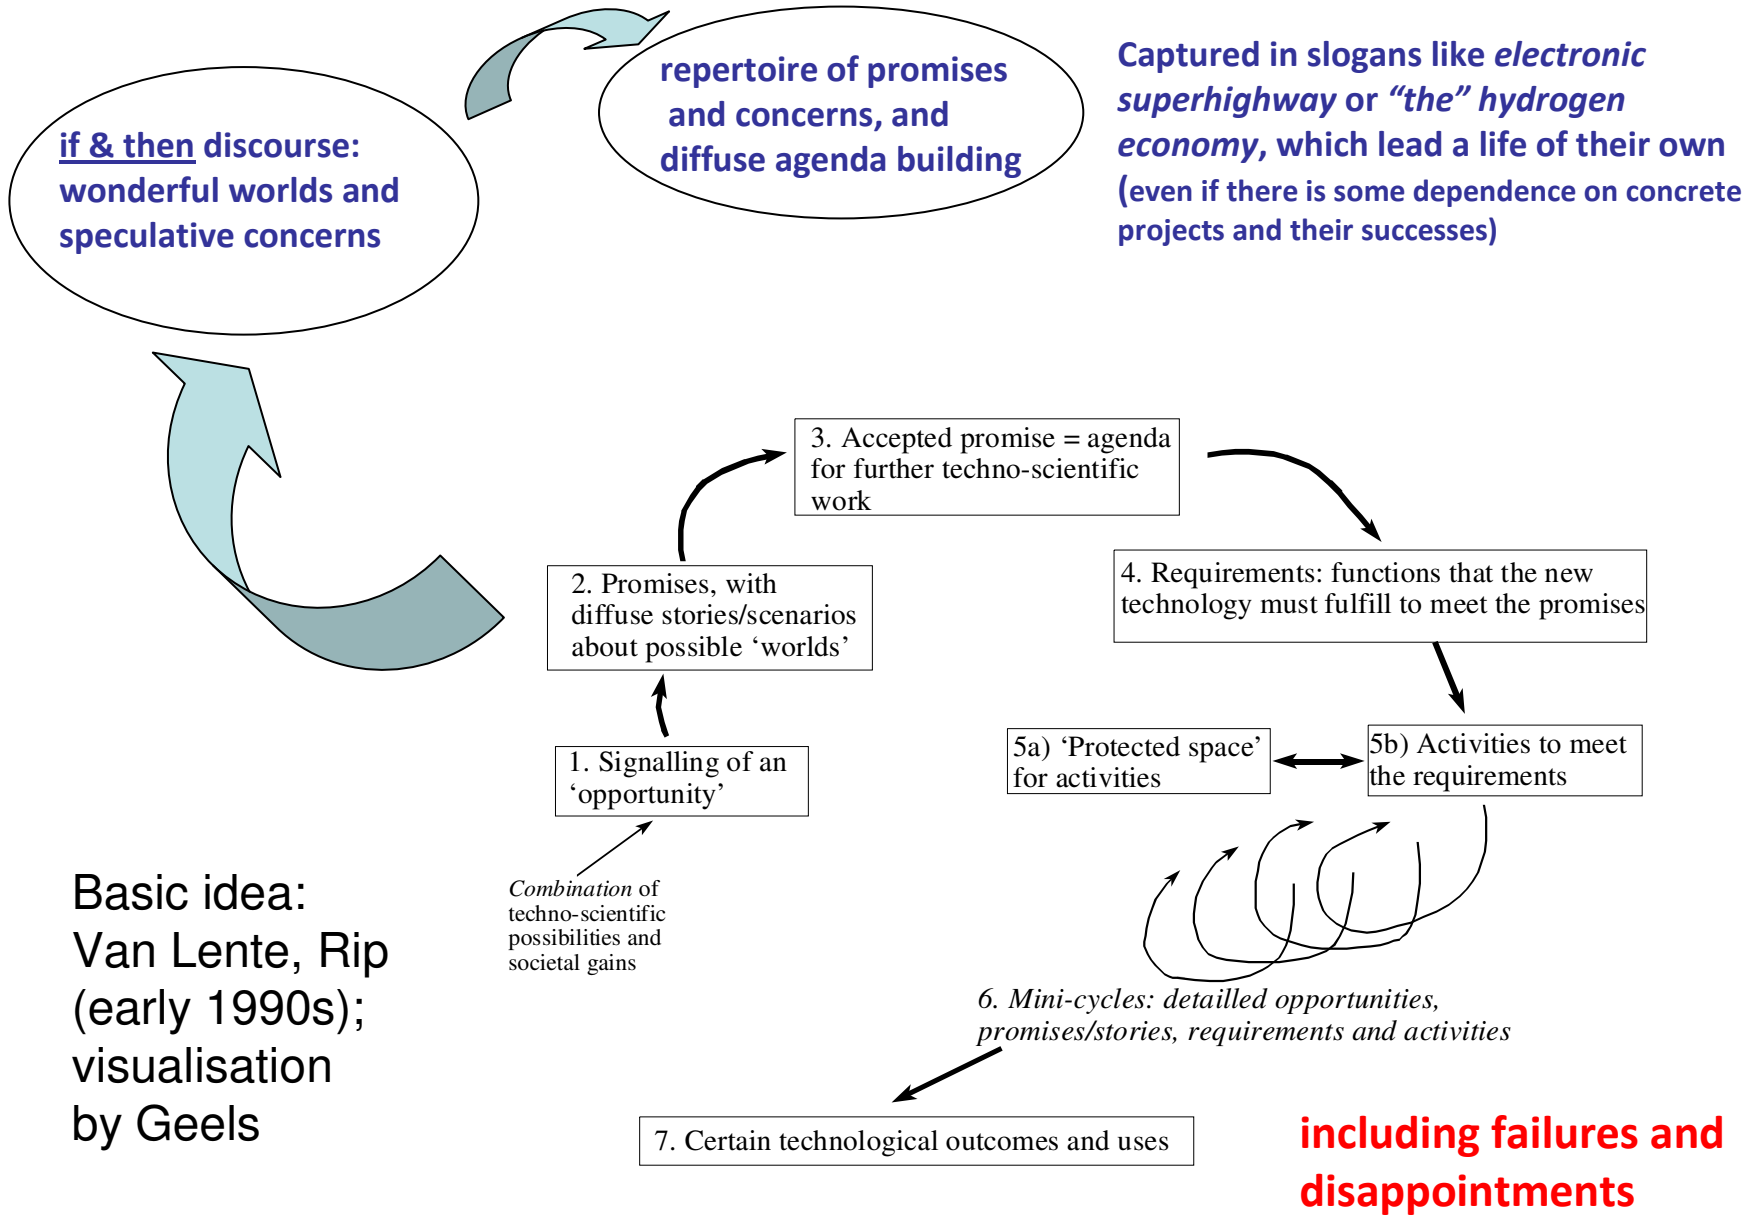 if & then discourse:
wonderful worlds and
speculative concerns
repertoire of promises
and concerns, and
diffuse agenda building
Captured in slogans like electronic
superhighway or “the” hydrogen
economy, which lead a life of their own
(even if there is some dependence on concrete
projects and their successes)
3. Accepted promise = agenda
for further techno-scientific
work
2. Promises, with
diffuse stories/scenarios
about possible ‘worlds’
4. Requirements: functions that the new
technology must fulfill to meet the promises
1. Signalling of an
‘opportunity’
5a) ‘Protected space’
for activities
5b) Activities to meet
the requirements
Combination of
techno-scientific
possibilities and
societal gains
Basic idea:
Van Lente, Rip
(early 1990s);
visualisation
by Geels
6. Mini-cycles: detailled opportunities,
promises/stories, requirements and activities
7. Certain technological outcomes and uses
including failures and
disappointments